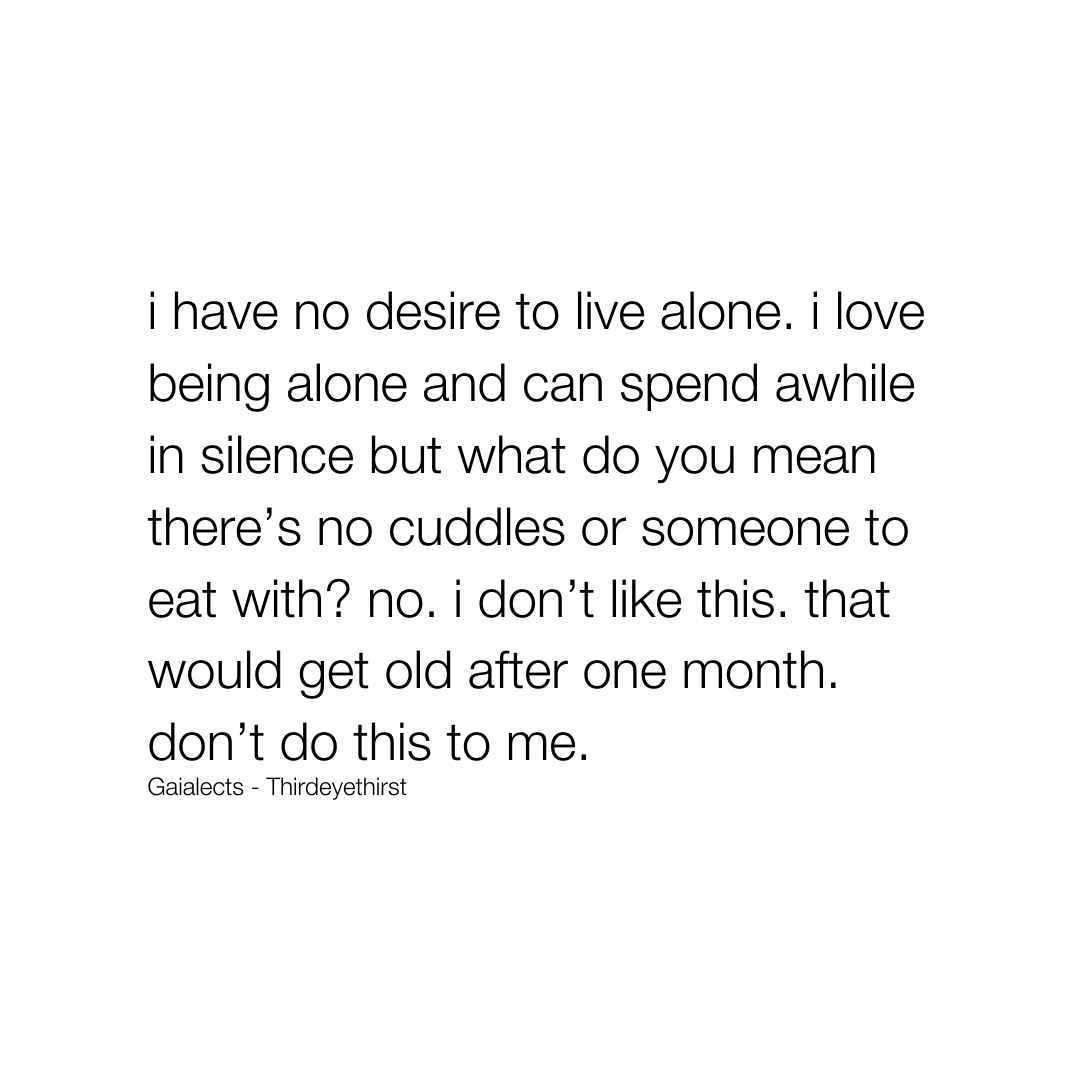 i have no desire to live alone. i love
being alone and can spend awhile
in silence but what do you mean
there’s no cuddles or someone to
eat with? no. i don’t like this. that
would get old after one month.
don’t do this to me.
Gaialects - Thirdeyethirst